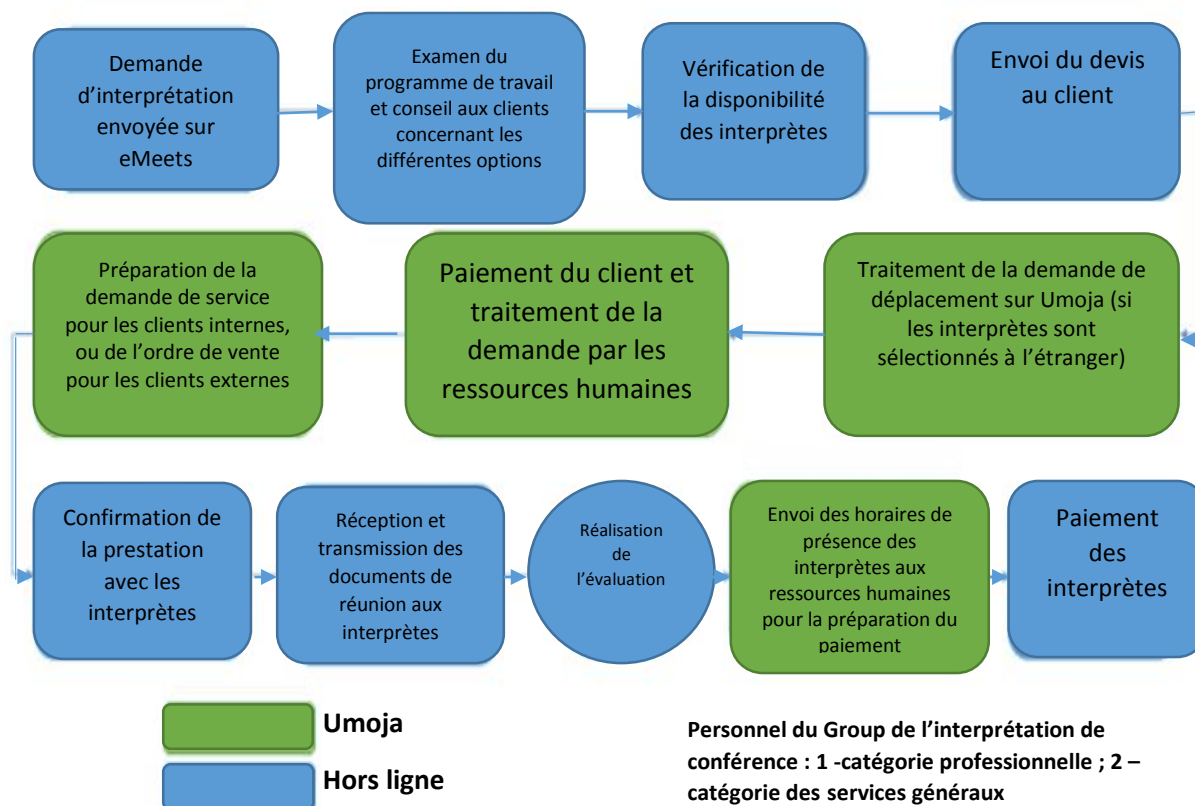 Demande
d'interprétation
envoyée sur
eMeets
Examen du
programme de travail
et conseil aux clients
concernant les
différentes options
Vérification de
la disponibilité
des interprètes
Envoi du devis
au client
Traitement de la demande de
déplacement sur Umoja (si
les interprètes sont
sélectionnés à l'étranger)
Paiement du client et
traitement de la
demande par les
ressources humaines
Préparation de la
demande de service
pour les clients internes,
ou de l'ordre de vente
pour les clients externes
Confirmation de
la prestation
avec les
interprètes
Réception et
transmission des
documents de
réunion aux
interprètes
Réalisation
de
l'évaluation
Envoi des horaires de
présence des
interprètes aux
ressources humaines
pour la préparation du
paiement
Paiement
des
interprètes
Umoja
Hors ligne
Personnel du Group de l'interprétation de
conférence : 1 -catégorie professionnelle ; 2 –
catégorie des services généraux